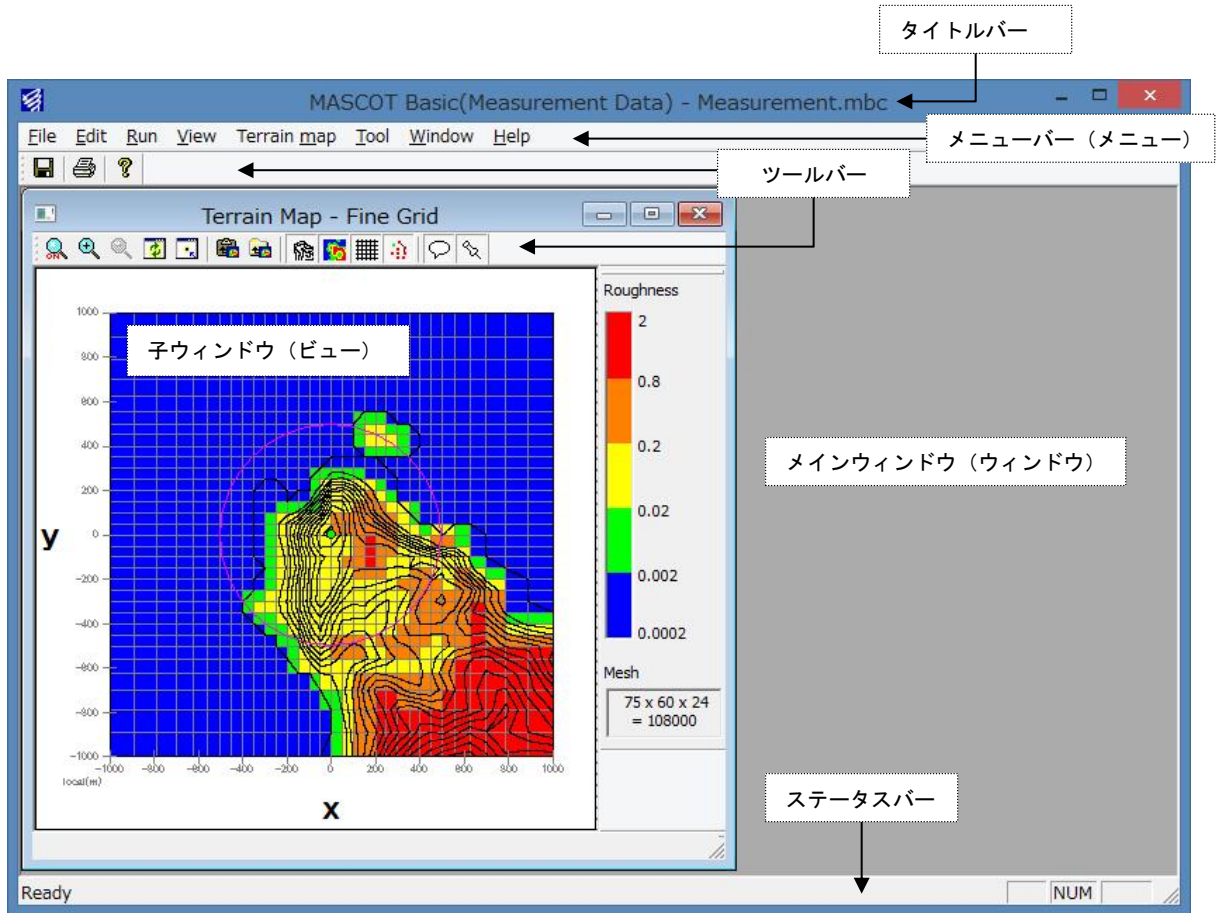 タイトルバー
MASCOT Basic(Measurement Data) - Measurement.mbc
File Edit Run View Terrain map Tool Window Help
メニューバー（メニュー）
ツールバー
Terrain Map - Fine Grid
ON
子ウィンドウ（ビュー）
メインウィンドウ（ウィンドウ）
Roughness
2
0.8
0.2
0.02
0.002
0.0002
Mesh
75 x 60 x 24
= 108000
1000
800
600
400
200
0
-200
-400
-600
-800
-1000
y
-1000 -800 -600 -400 -200 0 200 400 600 800 1000
local(m)
x
ステータスバー
Ready
NUM